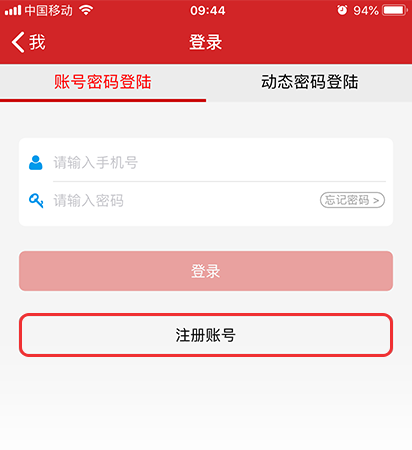 中国移动 09:44 94%
我 登录
账号密码登陆 动态密码登陆
请输入手机号
请输入密码 忘记密码 >
登录
注册账号